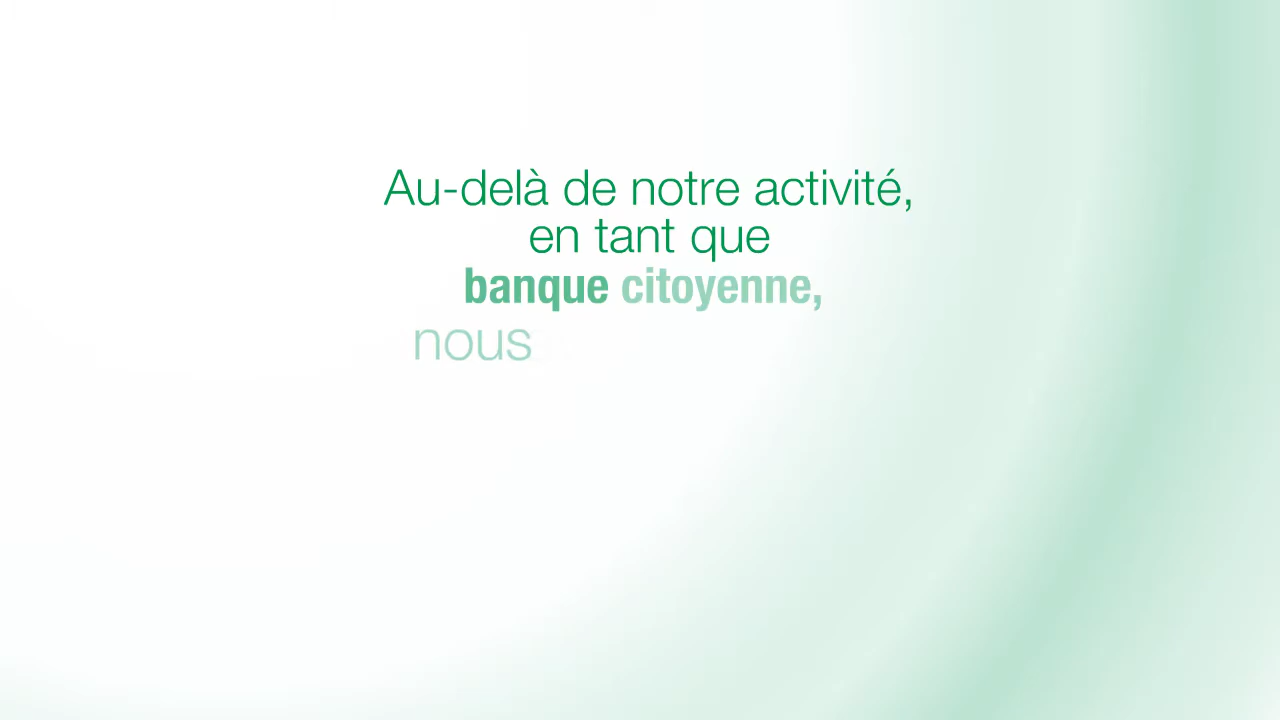 Au-delà de notre activité,
en tant que
banque citoyenne,
nous